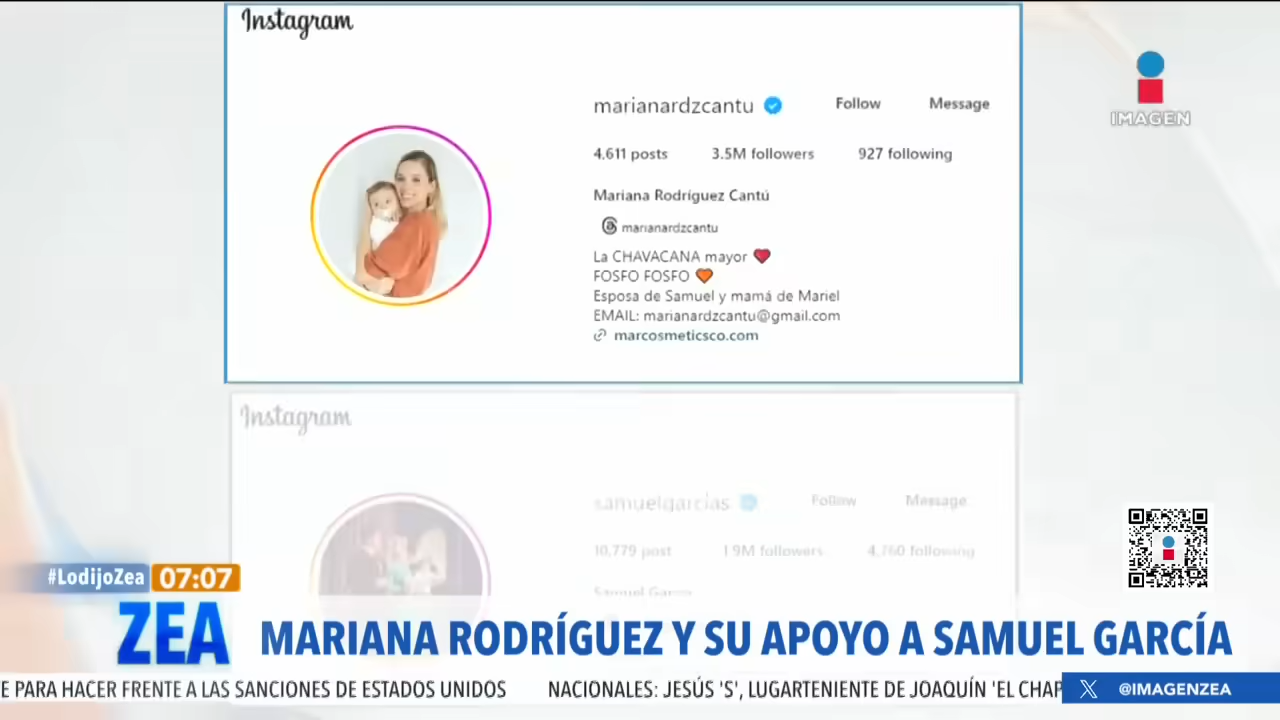 Instagram
marianardzcantu
Follow
Message
4,611 posts
3.5M followers
927 following
Mariana Rodríguez Cantú
marianardzcantu
La CHAVACANA mayor
FOSFO FOSFO
Esposa de Samuel y mamá de Mariel
EMAIL: marianardzcantu@gmail.com
marcosmeticsco.com
IMAGEN
Instagram
samuelgarcias
Follow
Message
10,779 post
1.9M followers
4,760 following
Samuel García
#LodijoZea
07:07
ZEA
MARIANA RODRÍGUEZ Y SU APOYO A SAMUEL GARCÍA
E PARA HACER FRENTE A LAS SANCIONES DE ESTADOS UNIDOS
NACIONALES: JESÚS 'S', LUGARTENIENTE DE JOAQUÍN 'EL CHAP
@IMAGENZEA